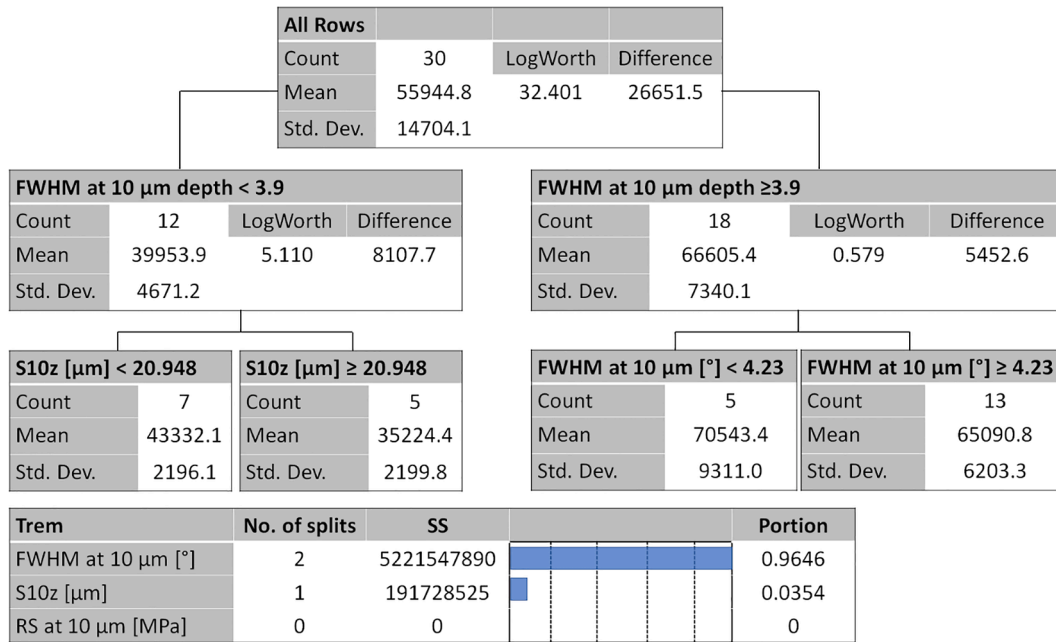 All Rows
Count 30 LogWorth Difference
Mean 55944.8 32.401 26651.5
Std. Dev. 14704.1
FWHM at 10 µm depth < 3.9
Count 12 LogWorth Difference
Mean 39953.9 5.110 8107.7
Std. Dev. 4671.2
FWHM at 10 µm depth ≥3.9
Count 18 LogWorth Difference
Mean 66605.4 0.579 5452.6
Std. Dev. 7340.1
S10z [µm] < 20.948
Count 7
Mean 43332.1
Std. Dev. 2196.1
S10z [µm] ≥ 20.948
Count 5
Mean 35224.4
Std. Dev. 2199.8
FWHM at 10 µm [°] < 4.23
Count 5
Mean 70543.4
Std. Dev. 9311.0
FWHM at 10 µm [°] ≥ 4.23
Count 13
Mean 65090.8
Std. Dev. 6203.3
Trem No. of splits SS Portion
FWHM at 10 µm [°] 2 5221547890 0.9646
S10z [µm] 1 191728525 0.0354
RS at 10 µm [MPa] 0 0 0